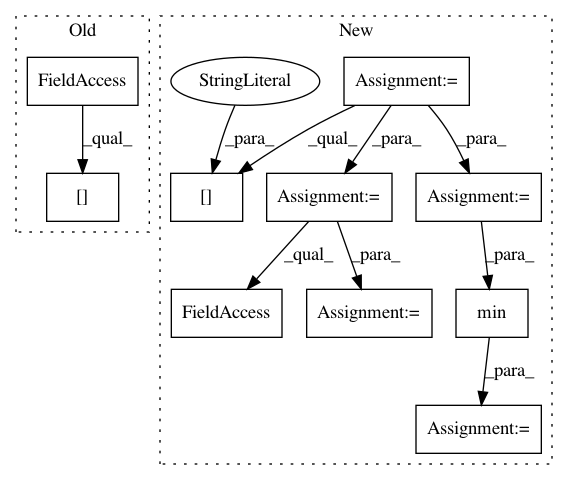 Old
New
FieldAccess
StringLiteral
Assignment:=
_qual_
_para_
_qual_
_para_
_para_
[]
[]
Assignment:=
Assignment:=
_qual_
_para_
_para_
FieldAccess
Assignment:=
min
_para_
Assignment:=